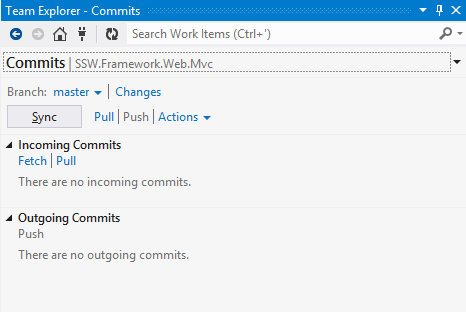 Team Explorer - Commits
Search Work Items (Ctrl+')
Commits | SSW.Framework.Web.Mvc
Branch: master | Changes
Sync Pull | Push | Actions
Incoming Commits
Fetch | Pull
There are no incoming commits.
Outgoing Commits
Push
There are no outgoing commits.